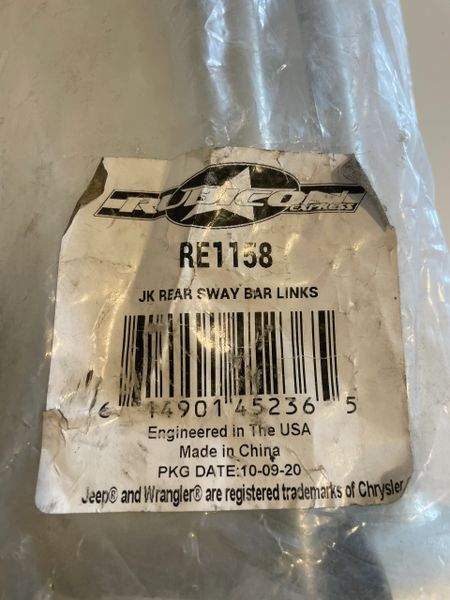 RUBICON
EXPRESS
RE1158
JK REAR SWAY BAR LINKS
6 14901 45236 5
Engineered in The USA
Made in China
PKG DATE:10-09-20
Jeep® and Wrangler® are registered trademarks of Chrysler